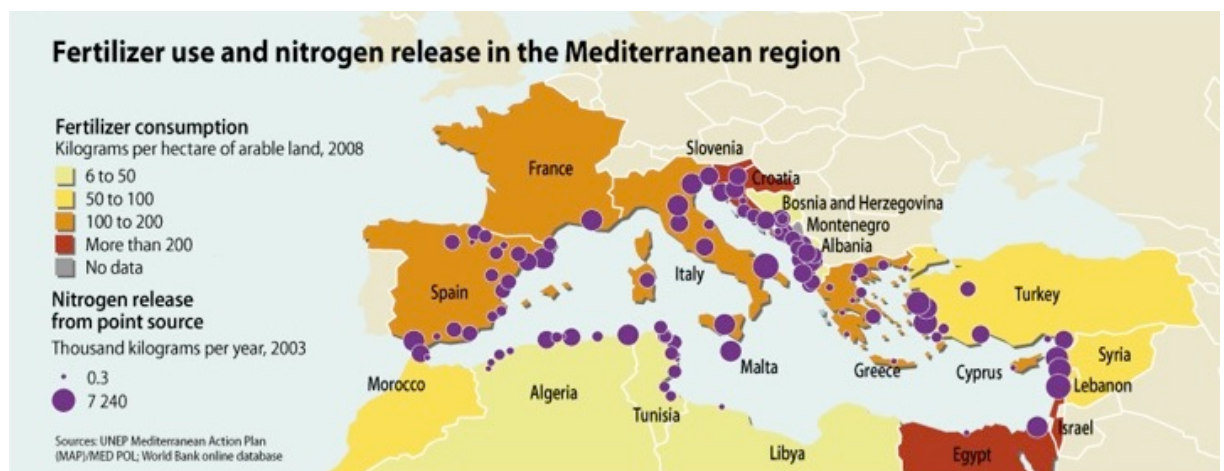 Fertilizer use and nitrogen release in the Mediterranean region
Fertilizer consumption
Kilograms per hectare of arable land, 2008
6 to 50
50 to 100
100 to 200
More than 200
No data
Nitrogen release
from point source
Thousand kilograms per year, 2003
0.3
7 240
Sources: UNEP Mediterranean Action Plan
(MAP)/MED POL; World Bank online database
Slovenia
France
Croatia
Bosnia and Herzegovina
Montenegro
Albania
Italy
Spain
Turkey
Malta
Greece
Cyprus
Syria
Lebanon
Morocco
Algeria
Tunisia
Israel
Libya
Egypt